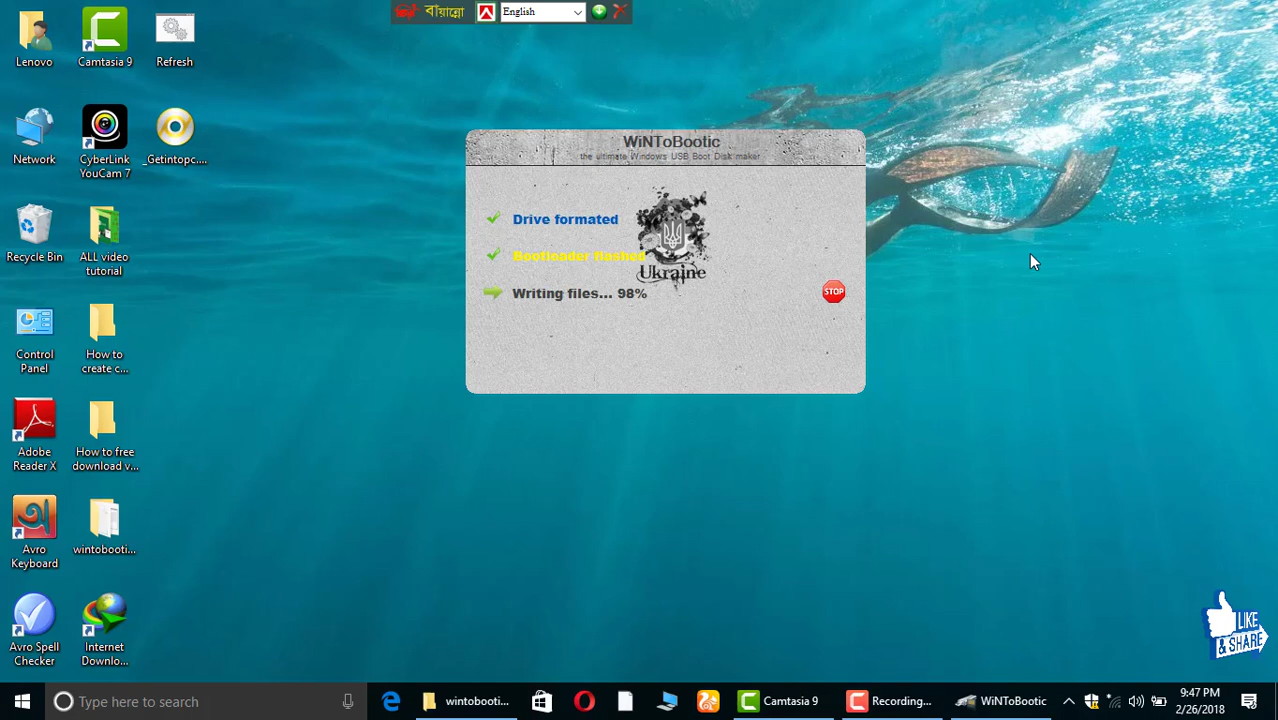 বাঁয়ান্নো
English
Lenovo
Camtasia 9
Refresh
Network
CyberLink
YouCam 7
_Getintopc....
Recycle Bin
ALL video
tutorial
Control
Panel
How to
create c...
Adobe
Reader X
How to free
download v...
Avro
Keyboard
wintobooti...
Avro Spell
Checker
Internet
Downlo...
WiNToBootic
the ultimate Windows USB Boot Disk maker
Drive formated
Bootloader flashed
Ukraine
Writing files... 98%
STOP
LIKE
& SHARE
Type here to search
wintobooti...
Camtasia 9
Recording...
WiNToBootic
9:47 PM
2/26/2018